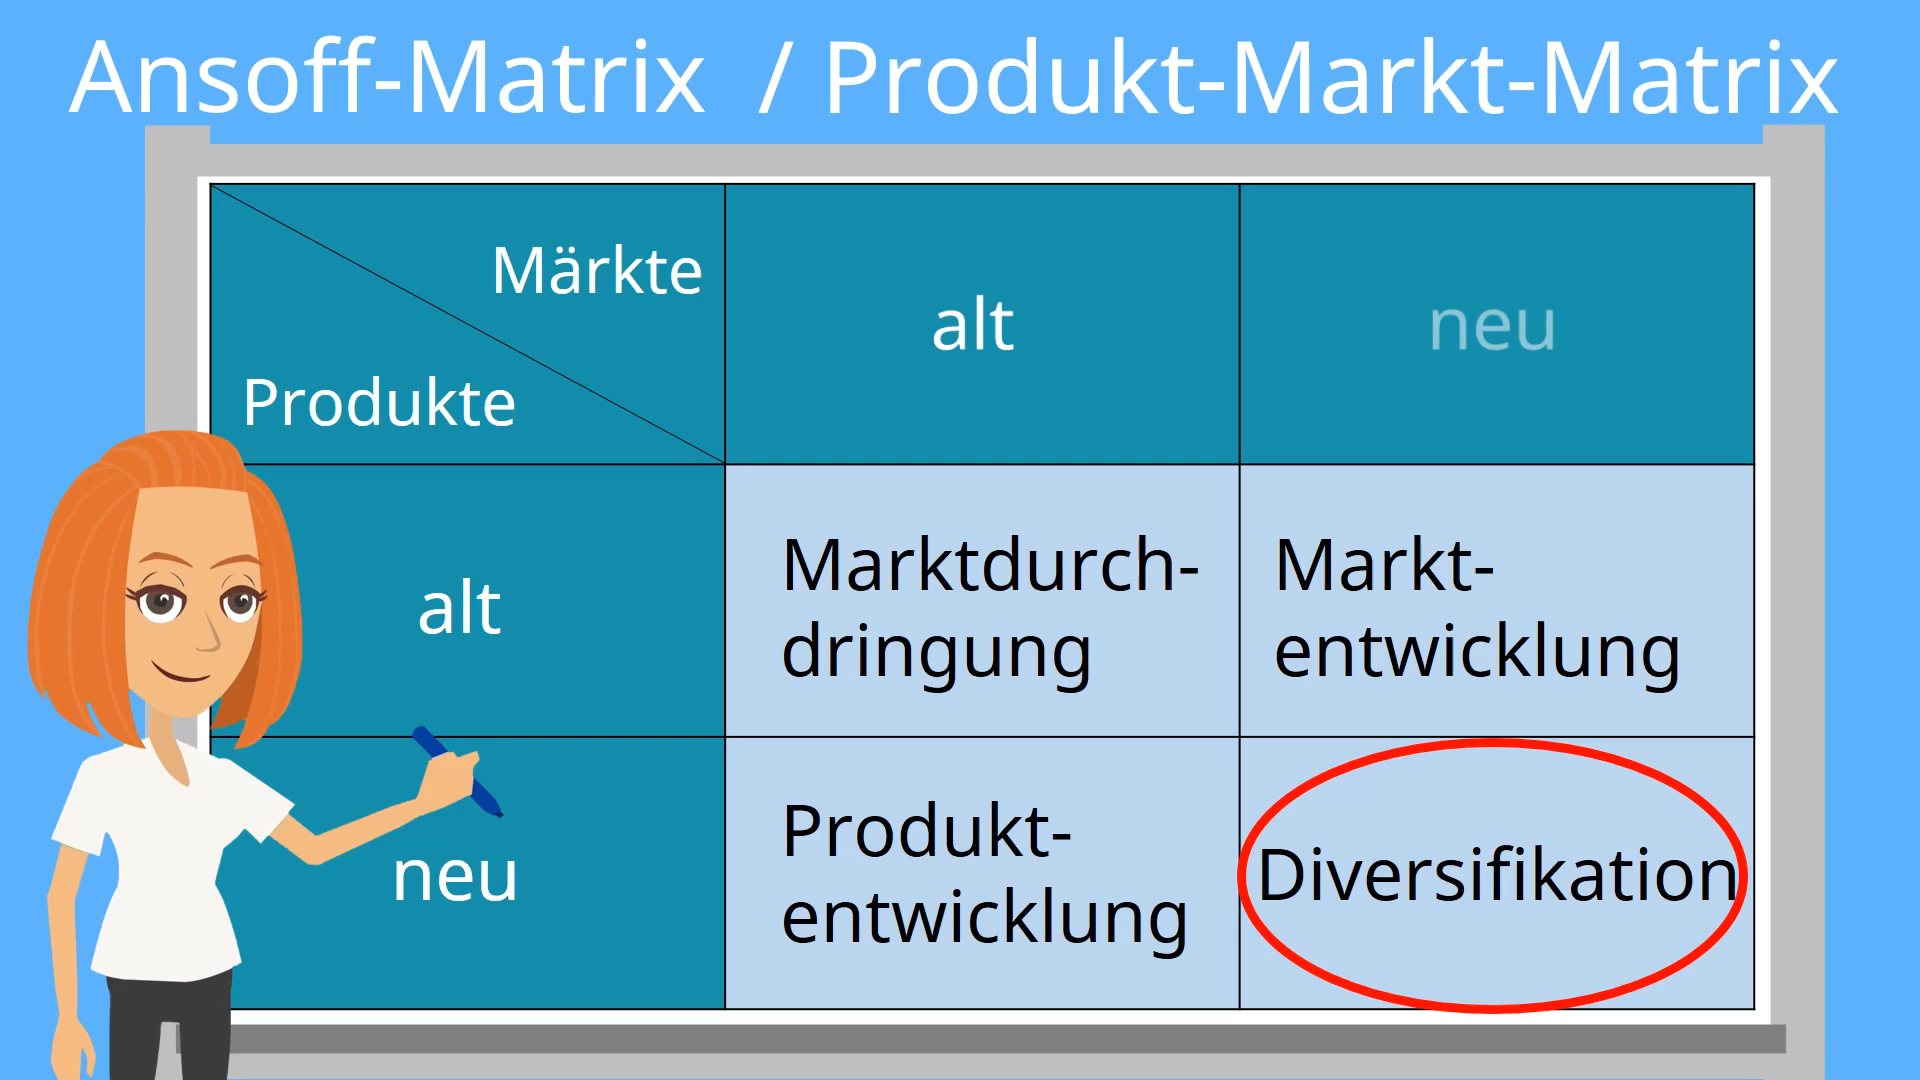 Ansoff-Matrix / Produkt-Markt-Matrix
Märkte
Produkte
alt
neu
alt
Marktdurch-
dringung
Markt-
entwicklung
neu
Produkt-
entwicklung
Diversifikation